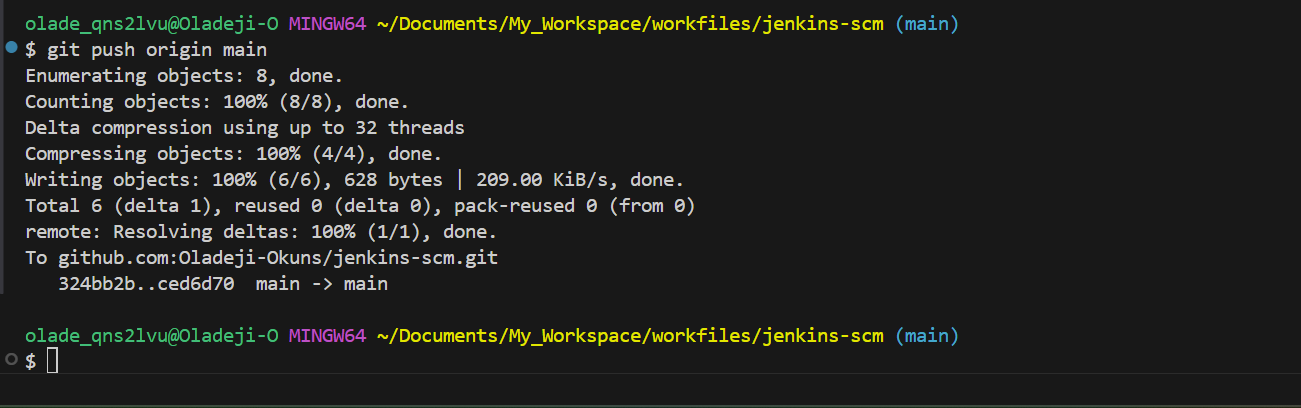 olade_qns2lvu@Oladeji-O MINGW64 ~/Documents/My_Workspace/workfiles/jenkins-scm (main)
$ git push origin main
Enumerating objects: 8, done.
Counting objects: 100% (8/8), done.
Delta compression using up to 32 threads
Compressing objects: 100% (4/4), done.
Writing objects: 100% (6/6), 628 bytes | 209.00 KiB/s, done.
Total 6 (delta 1), reused 0 (delta 0), pack-reused 0 (from 0)
remote: Resolving deltas: 100% (1/1), done.
To github.com:Oladeji-Okuns/jenkins-scm.git
   324bb2b..ced6d70  main -> main
olade_qns2lvu@Oladeji-O MINGW64 ~/Documents/My_Workspace/workfiles/jenkins-scm (main)
$